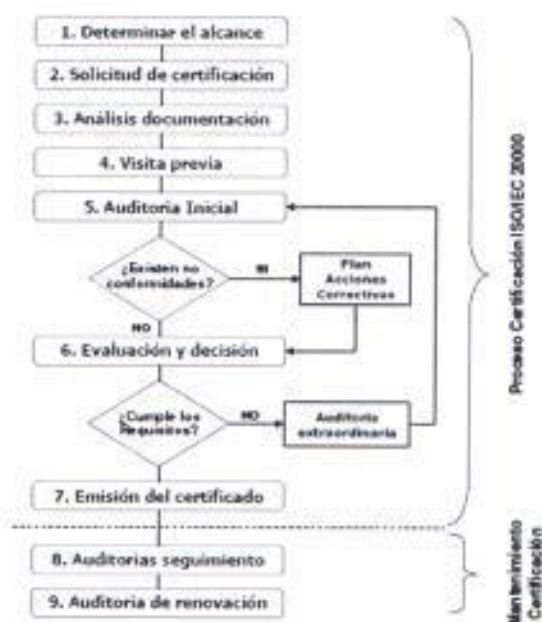 1. Determinar el alcance
2. Solicitud de certificación
3. Análisis documentación
4. Visita previa
5. Auditoria Inicial
¿Existen no
conformidades?
SI
Plan
Acciones
Correctivas
NO
6. Evaluación y decisión
¿Cumple los
Requisitos?
NO
Auditoria
extraordinaria
7. Emisión del certificado
Proceso Certificación ISO/IEC 20000
8. Auditorias seguimiento
9. Auditoria de renovación
Mantenimiento
Certificación